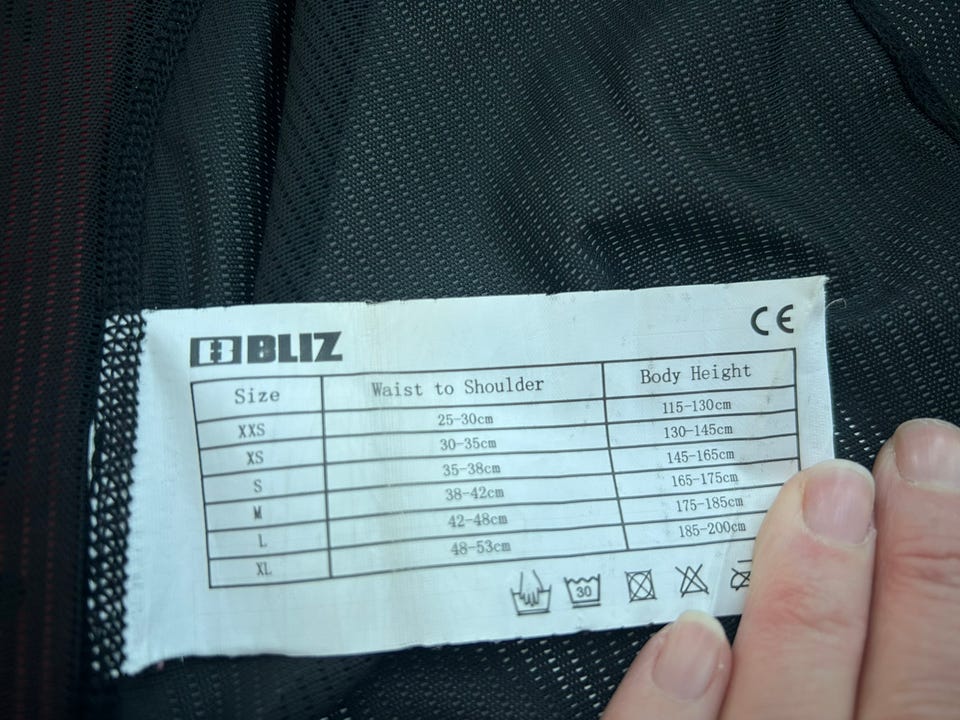 BLIZ
CE
Size Waist to Shoulder Body Height
XXS 25-30cm 115-130cm
XS 30-35cm 130-145cm
S 35-38cm 145-165cm
M 38-42cm 165-175cm
L 42-48cm 175-185cm
XL 48-53cm 185-200cm
30